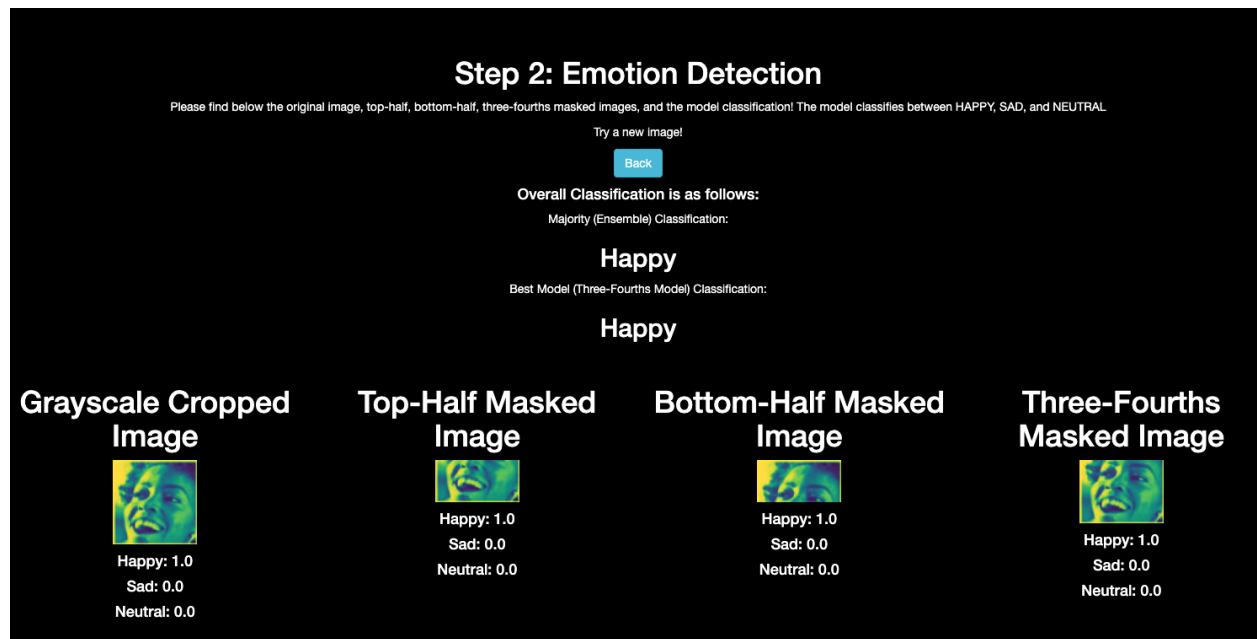 Step 2: Emotion Detection
Please find below the original image, top-half, bottom-half, three-fourths masked images, and the model classification! The model classifies between HAPPY, SAD, and NEUTRAL
Try a new image!
Back
Overall Classification is as follows:
Majority (Ensemble) Classification:
Happy
Best Model (Three-Fourths Model) Classification:
Happy
Grayscale Cropped
Image
Happy: 1.0
Sad: 0.0
Neutral: 0.0
Top-Half Masked
Image
Happy: 1.0
Sad: 0.0
Neutral: 0.0
Bottom-Half Masked
Image
Happy: 1.0
Sad: 0.0
Neutral: 0.0
Three-Fourths
Masked Image
Happy: 1.0
Sad: 0.0
Neutral: 0.0